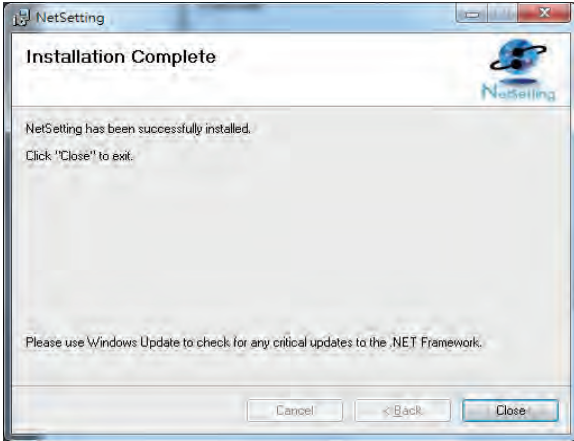 NetSetting
Installation Complete
NetSetting
NetSetting has been successfully installed.
Click "Close" to exit.
Please use Windows Update to check for any critical updates to the .NET Framework.
Cancel
< Back
Close